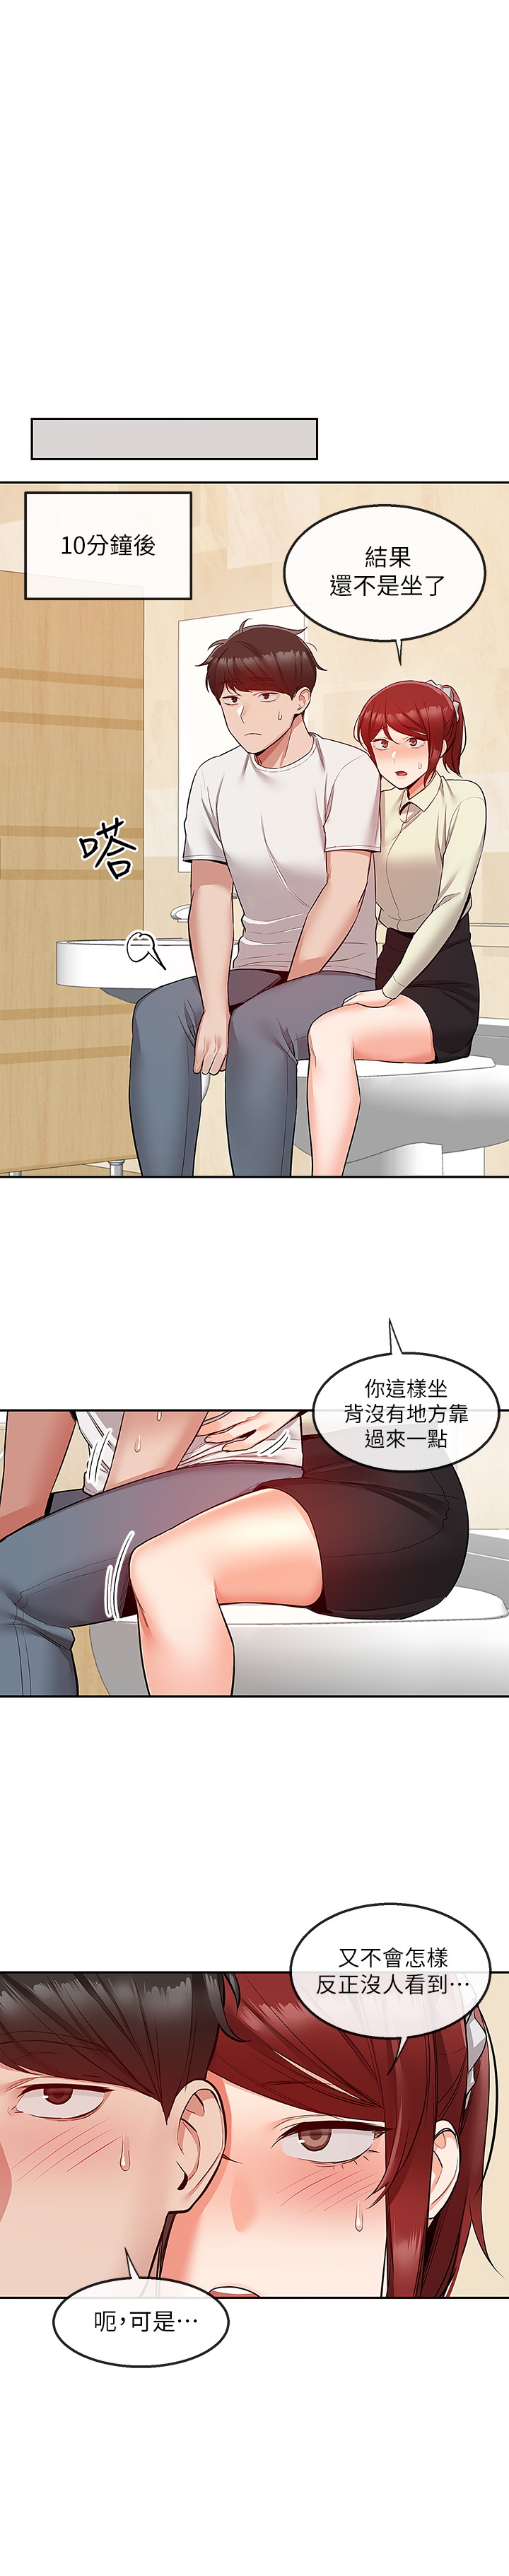 10分鐘後
結果
還不是坐了
嗒
你這樣坐
背沒有地方靠
過來一點
又不會怎樣
反正沒人看到…
呃，可是…